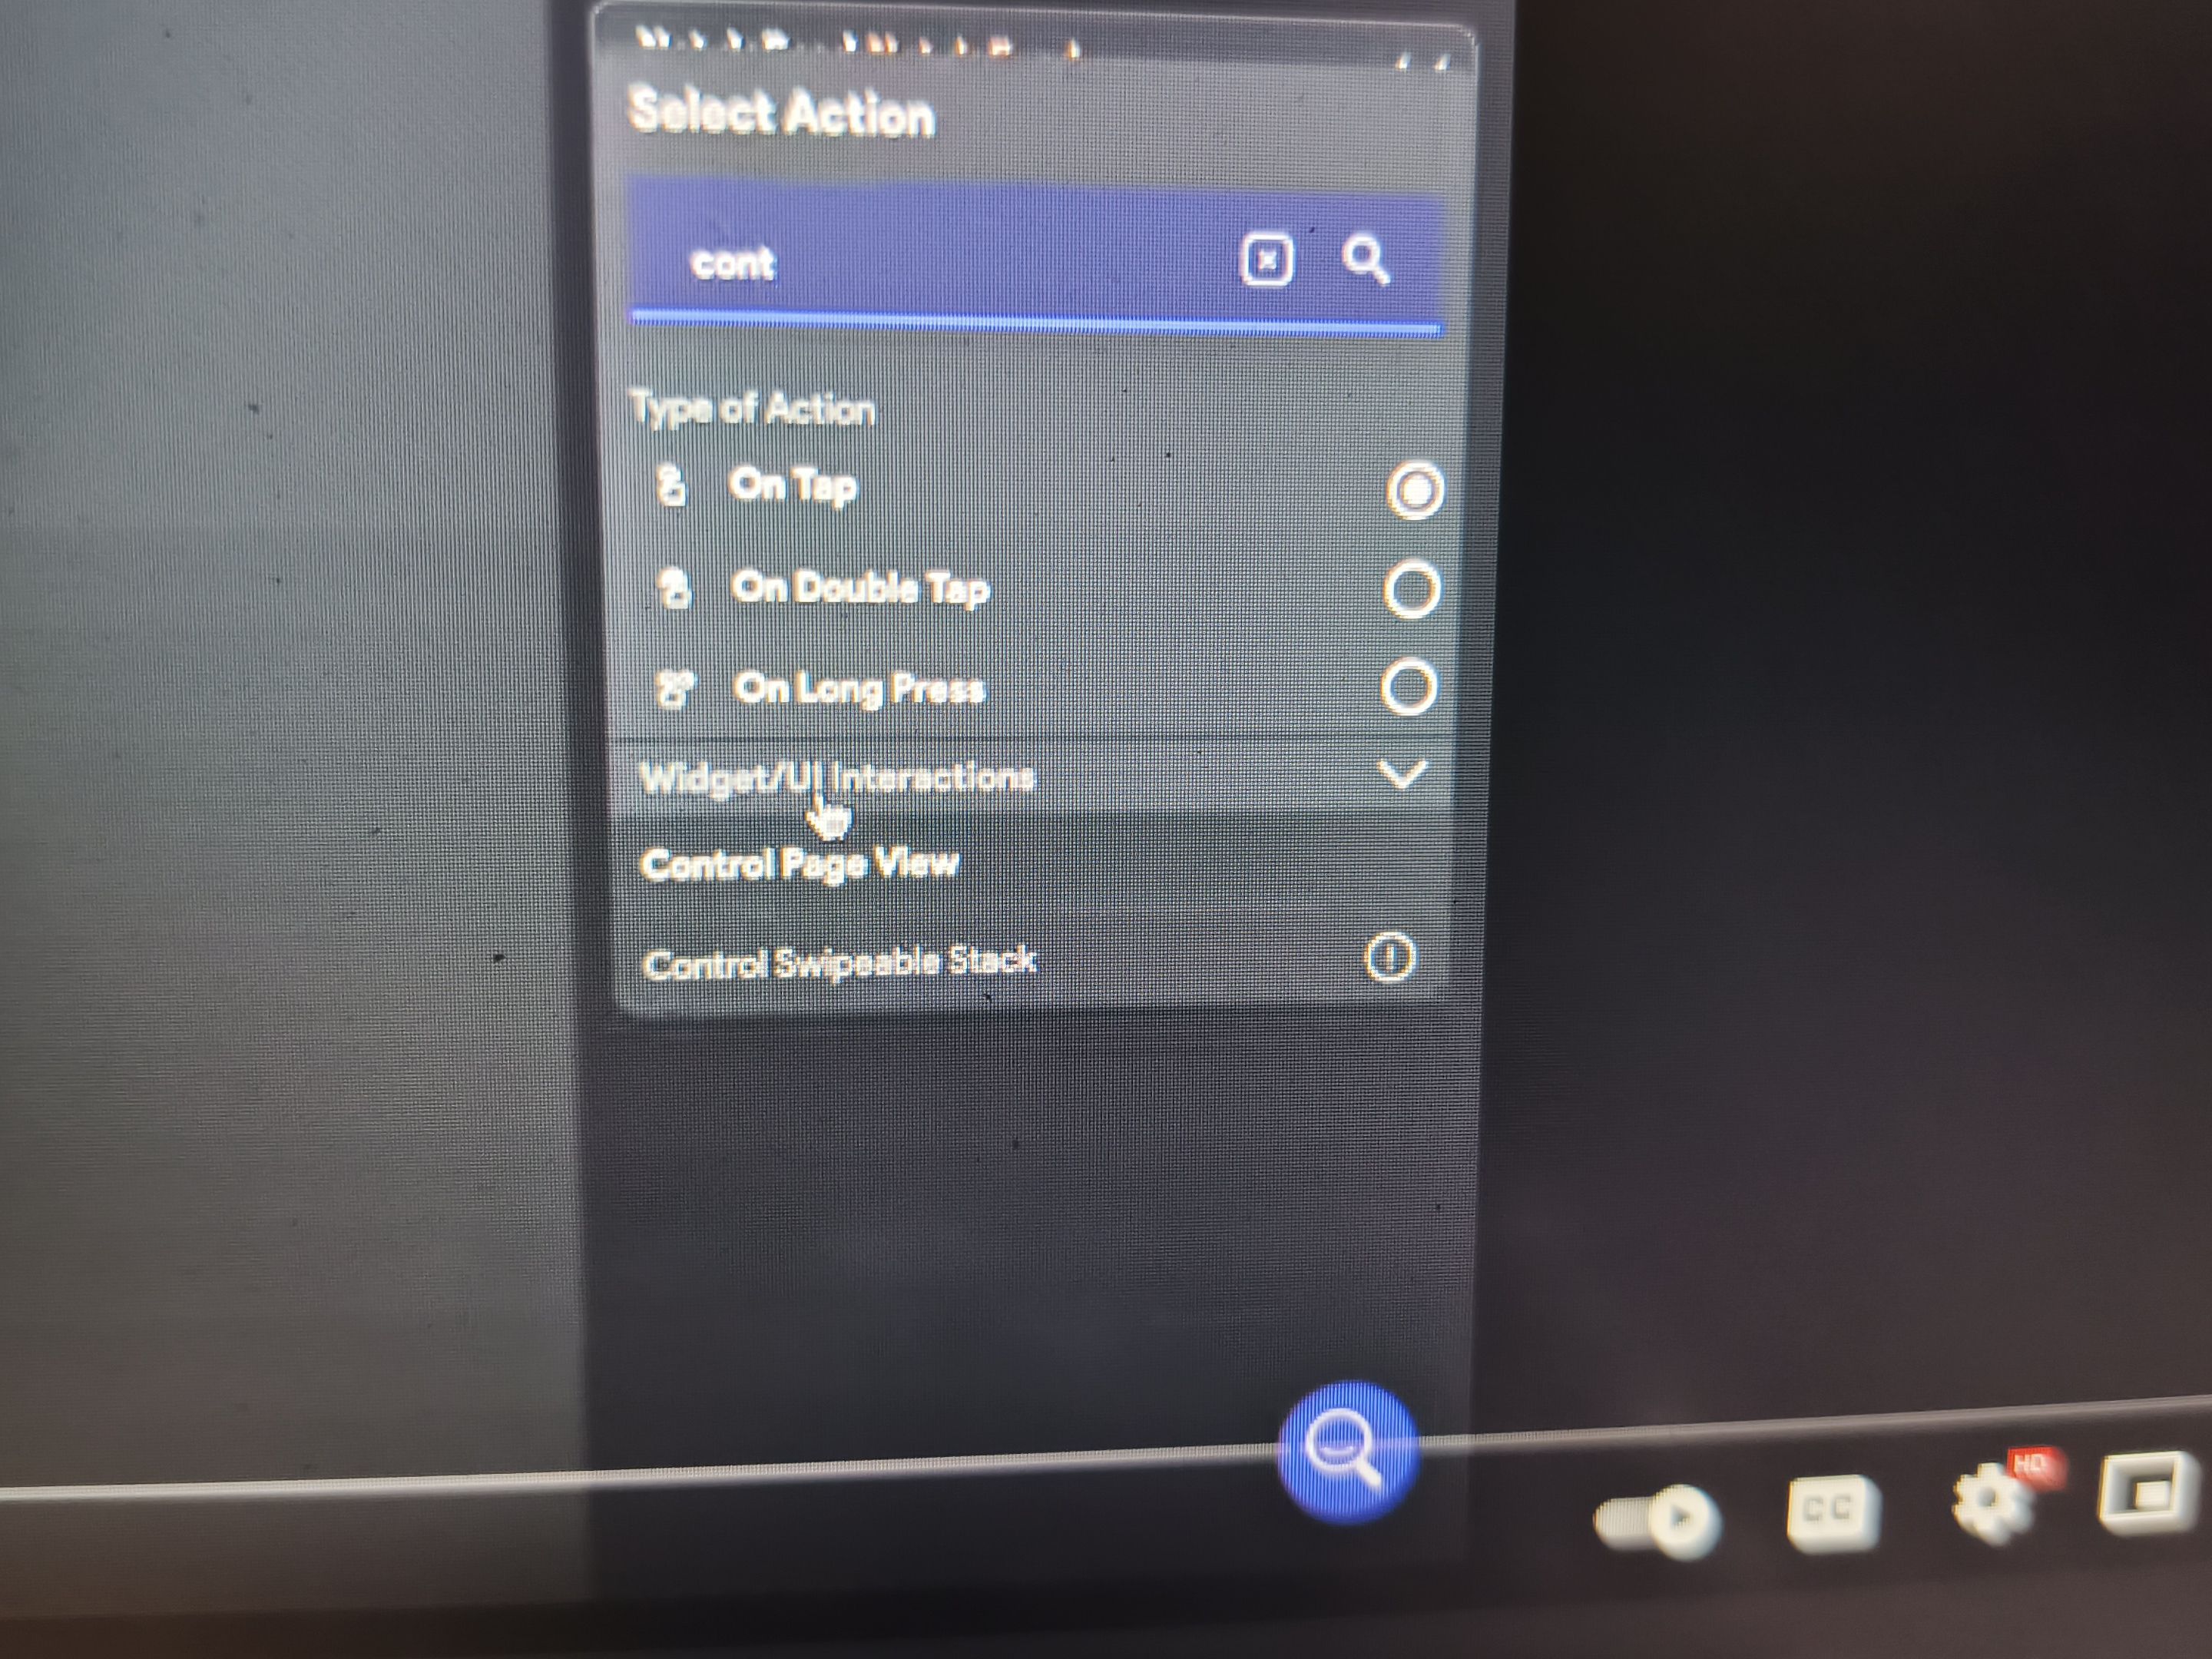 Select Action
cont
Type of Action
On Tap
On Double Tap
On Long Press
Widget/UI Interactions
Control Page View
Control Swipeable Stack
CC
HD